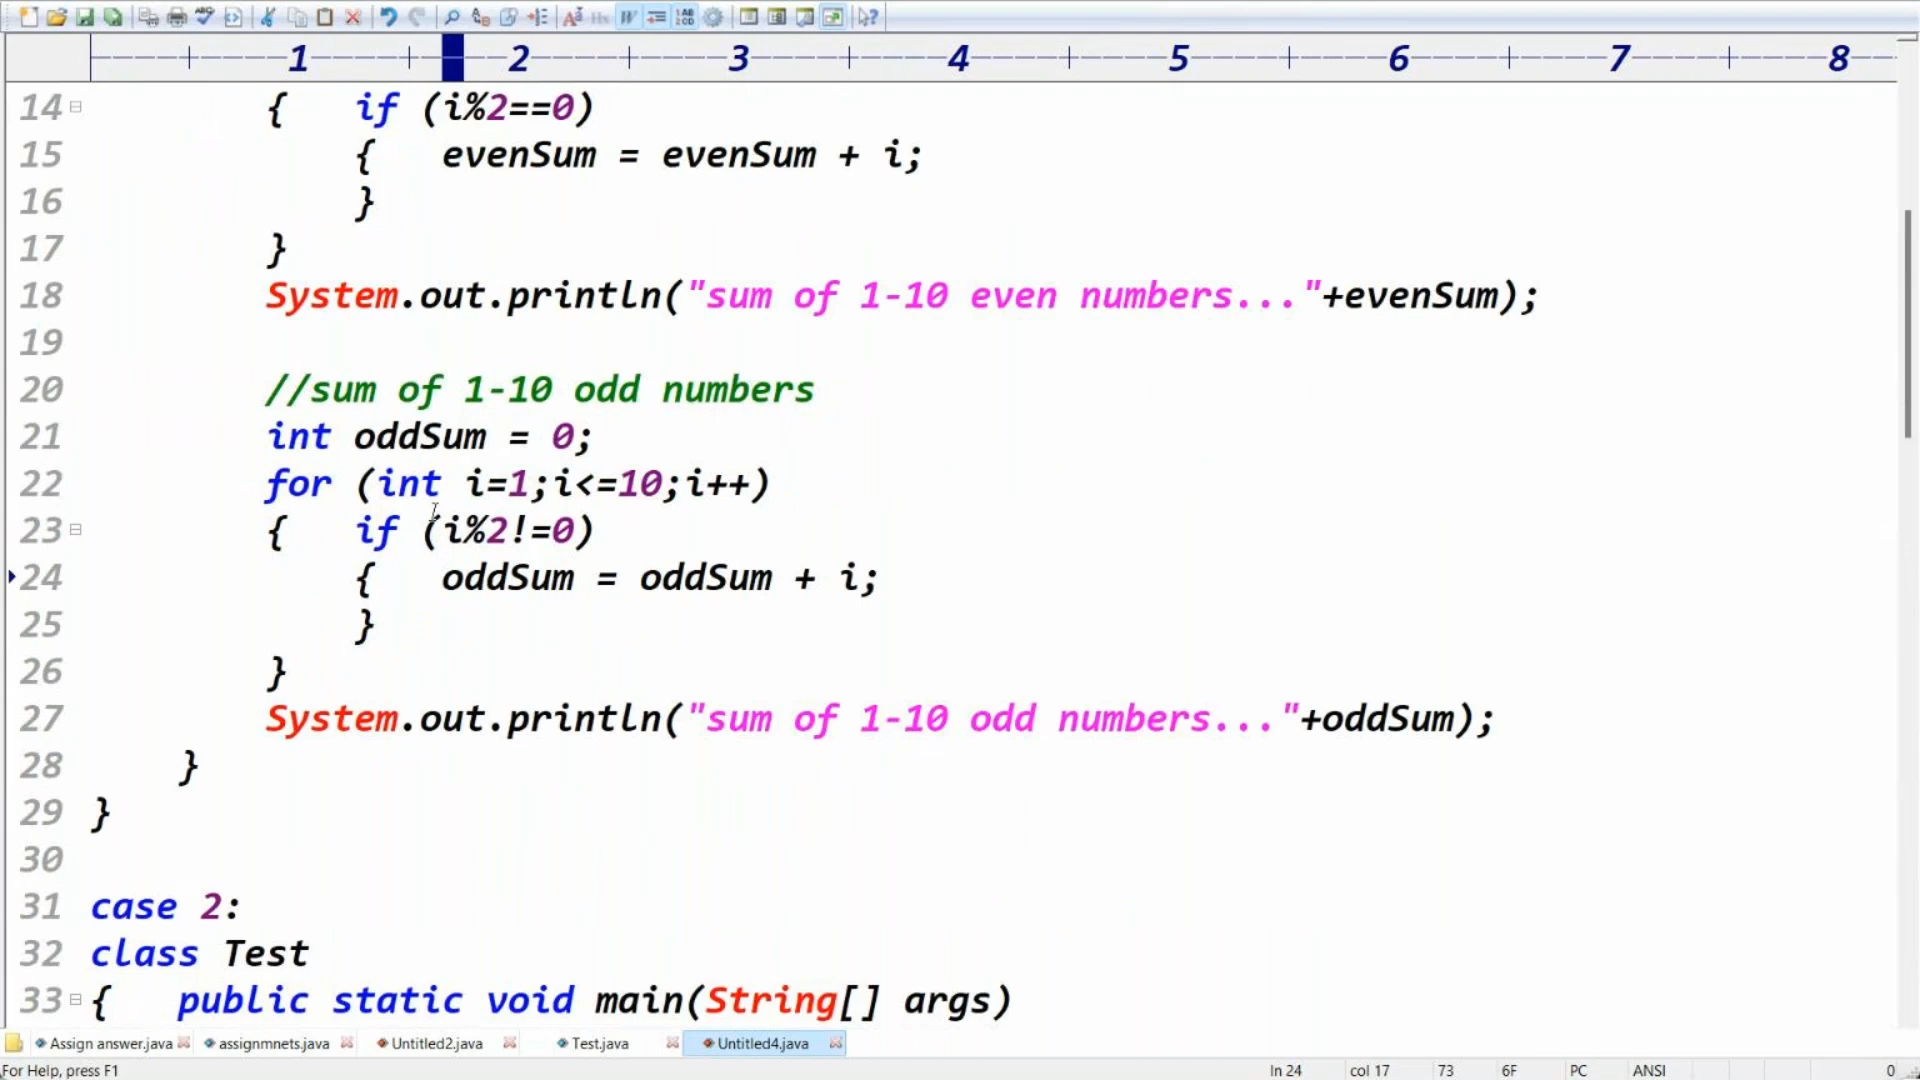 1 2 3 4 5 6 7 8
14 { if (i%2==0)
15 { evenSum = evenSum + i;
16 }
17 }
18 System.out.println("sum of 1-10 even numbers..."+evenSum);
19
20 //sum of 1-10 odd numbers
21 int oddSum = 0;
22 for (int i=1;i<=10;i++)
23 { if (i%2!=0)
24 { oddSum = oddSum + i;
25 }
26 }
27 System.out.println("sum of 1-10 odd numbers..."+oddSum);
28 }
29 }
30
31 case 2:
32 class Test
33 { public static void main(String[] args)
Assign answer.java assignmnets.java Untitled2.java Test.java Untitled4.java
For Help, press F1 ln 24 col 17 73 6F PC ANSI 0